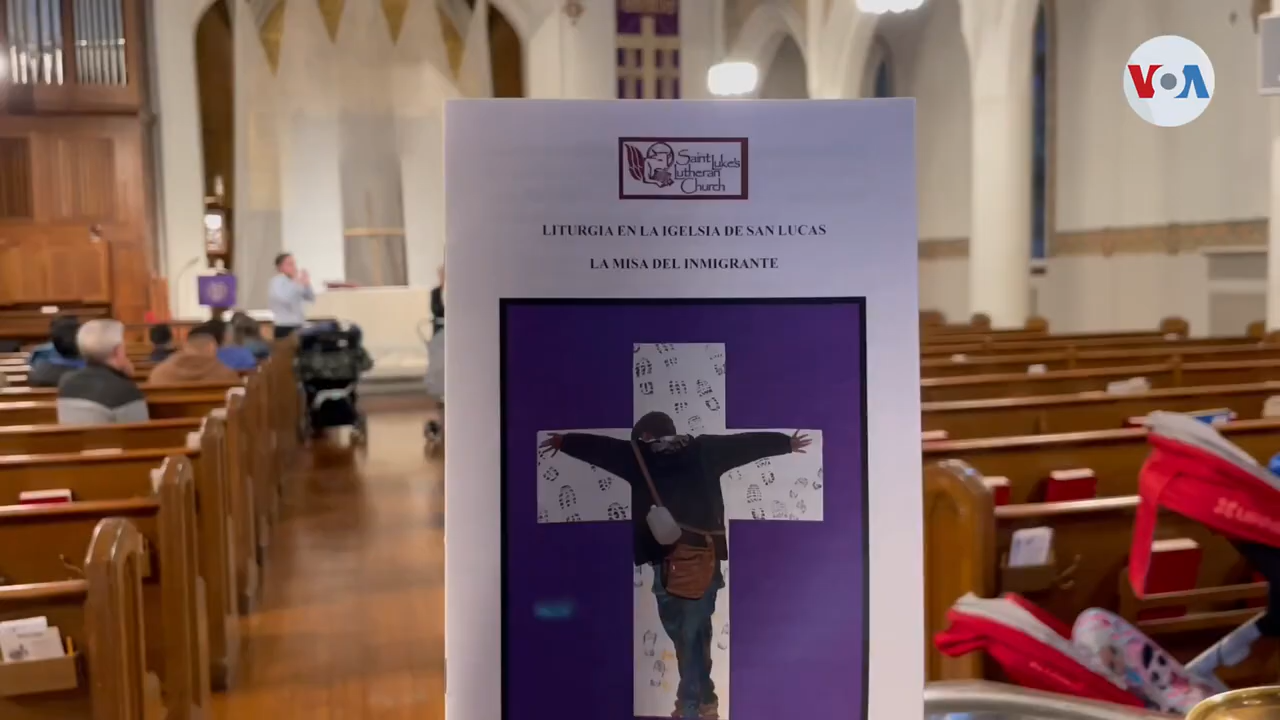 VOA
Saint Luke's
Lutheran
Church
LITURGIA EN LA IGELSIA DE SAN LUCAS
LA MISA DEL INMIGRANTE